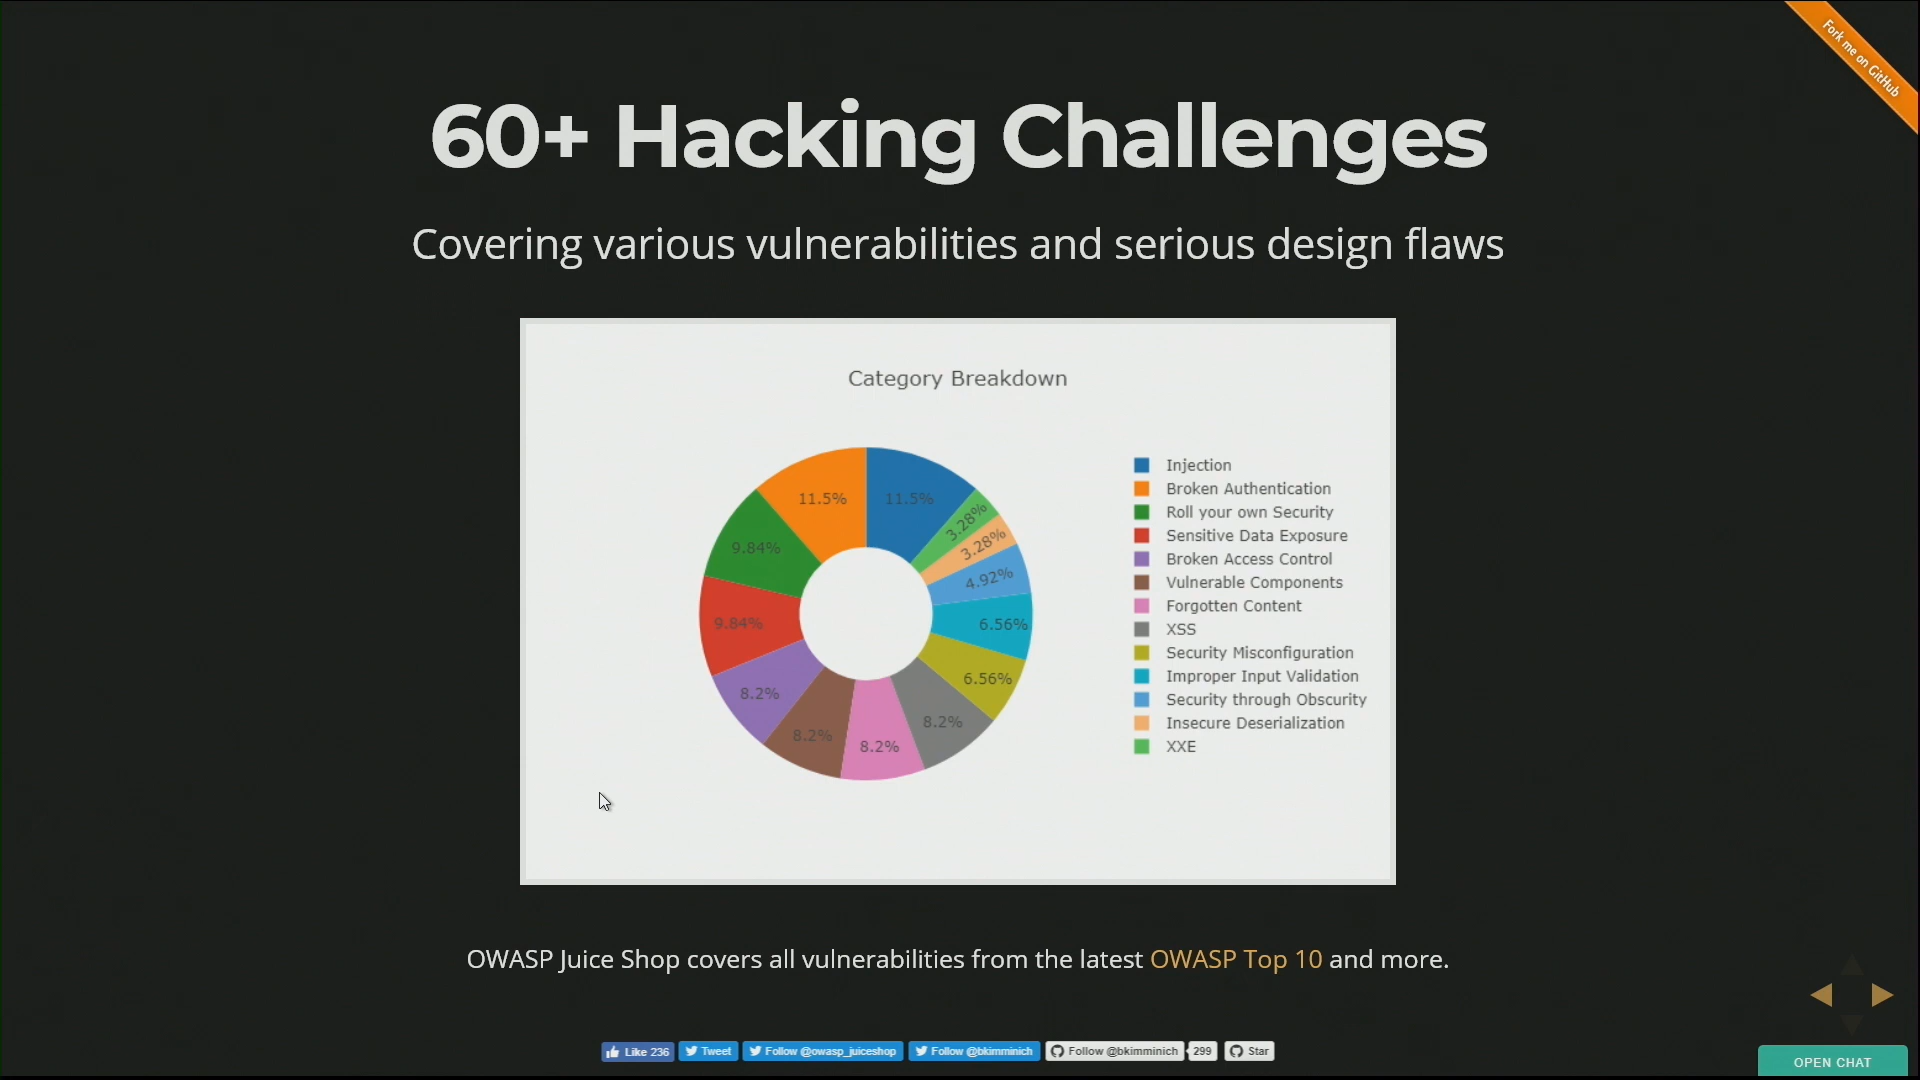 Fork me on GitHub
60+ Hacking Challenges
Covering various vulnerabilities and serious design flaws
Category Breakdown
11.5%
11.5%
3.28%
3.28%
4.92%
6.56%
6.56%
8.2%
8.2%
8.2%
8.2%
9.84%
9.84%
Injection
Broken Authentication
Roll your own Security
Sensitive Data Exposure
Broken Access Control
Vulnerable Components
Forgotten Content
XSS
Security Misconfiguration
Improper Input Validation
Security through Obscurity
Insecure Deserialization
XXE
OWASP Juice Shop covers all vulnerabilities from the latest OWASP Top 10 and more.
Like 236 Tweet Follow @owasp_juiceshop Follow @bkimminich Follow @bkimminich 299 Star
OPEN CHAT